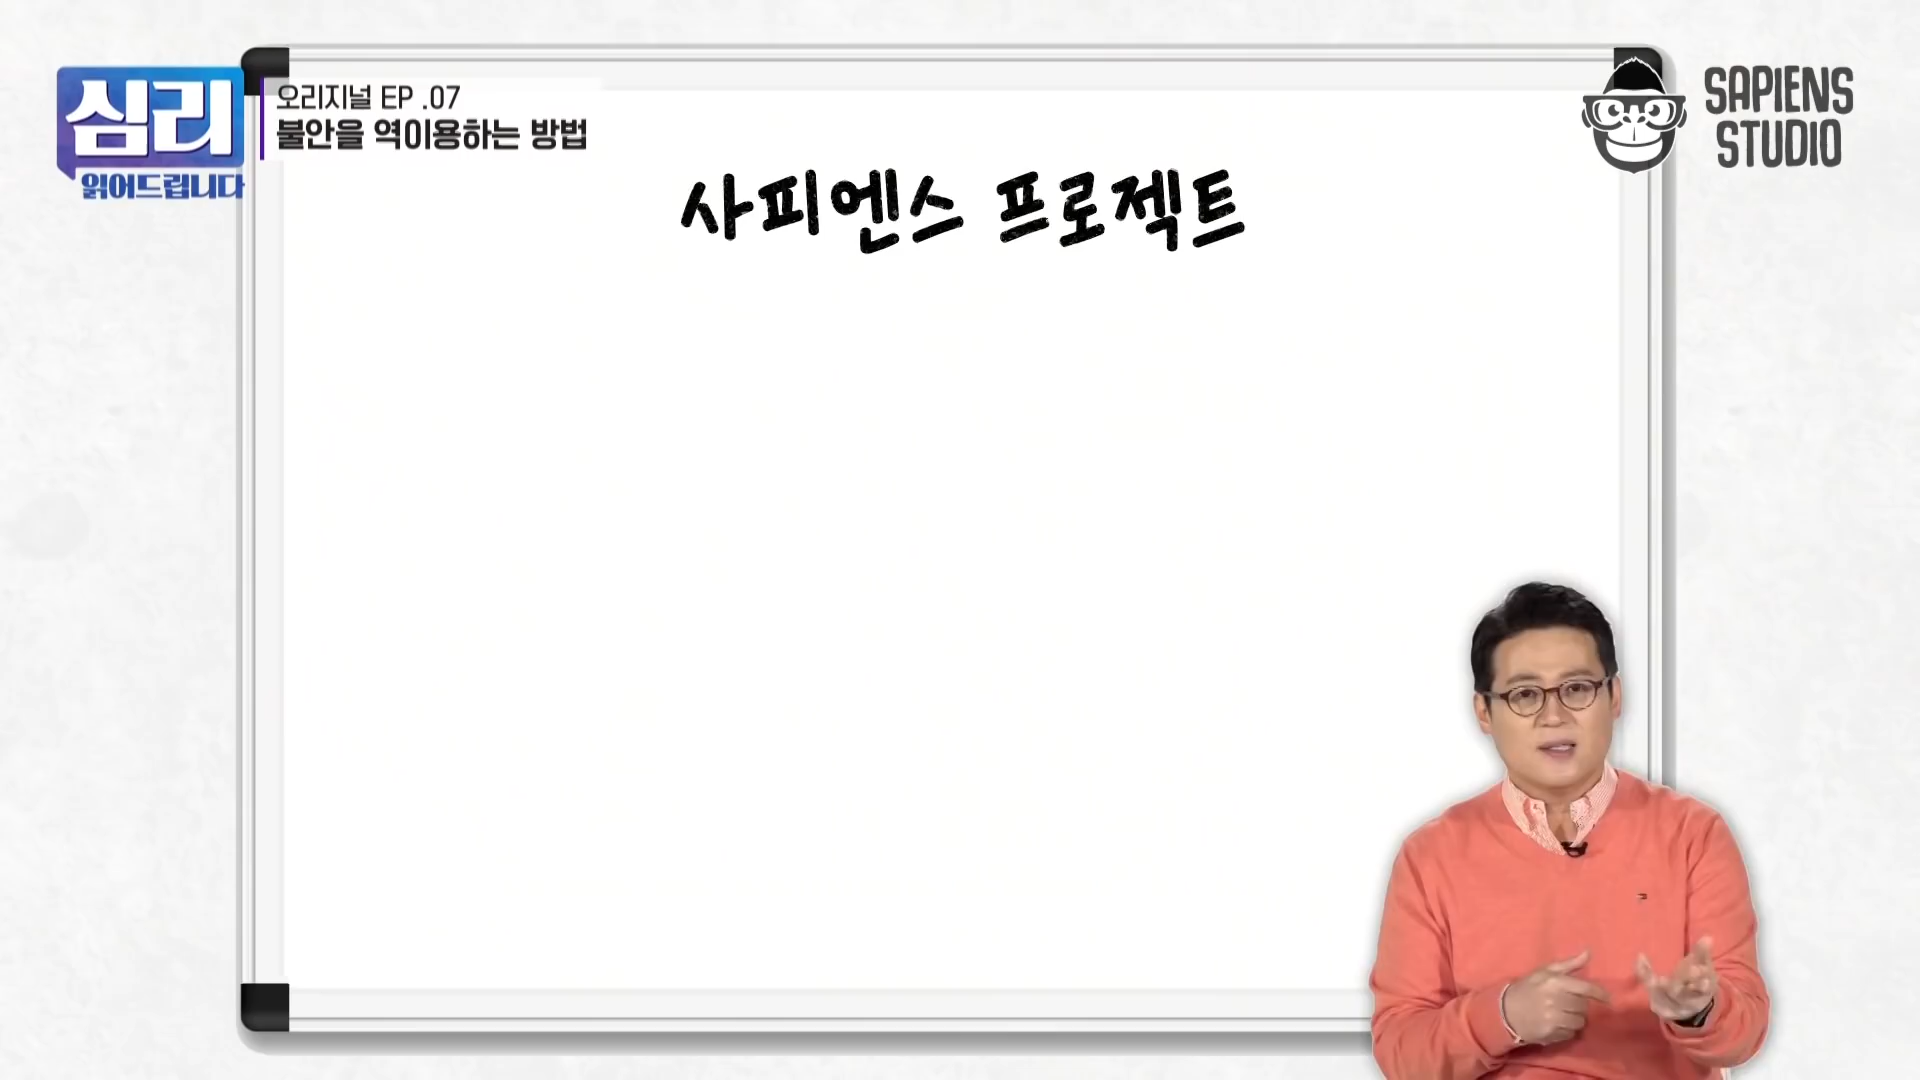 심리
읽어드립니다
오리지널 EP .07
불안을 역이용하는 방법
SAPIENS
STUDIO
사피엔스 프로젝트